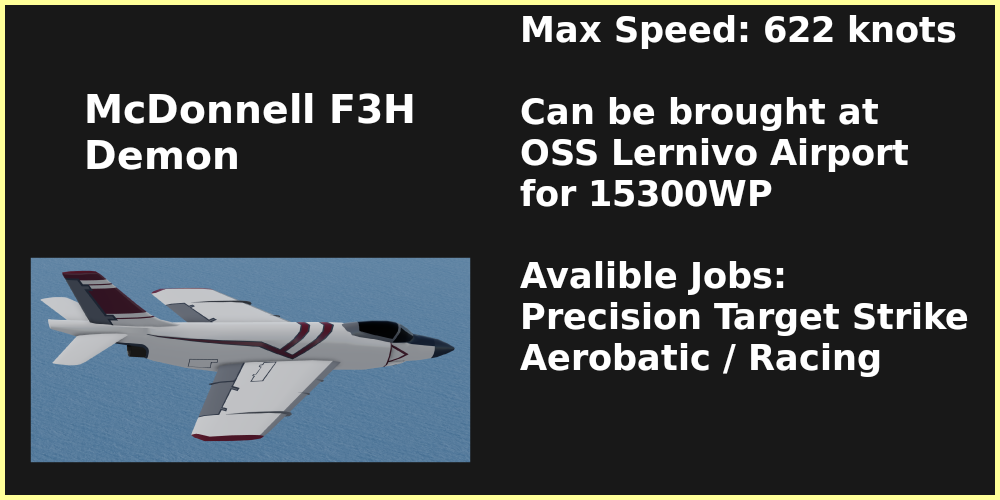 McDonnell F3H
Demon
Max Speed: 622 knots
Can be brought at
OSS Lernivo Airport
for 15300WP
Avalible Jobs:
Precision Target Strike
Aerobatic / Racing